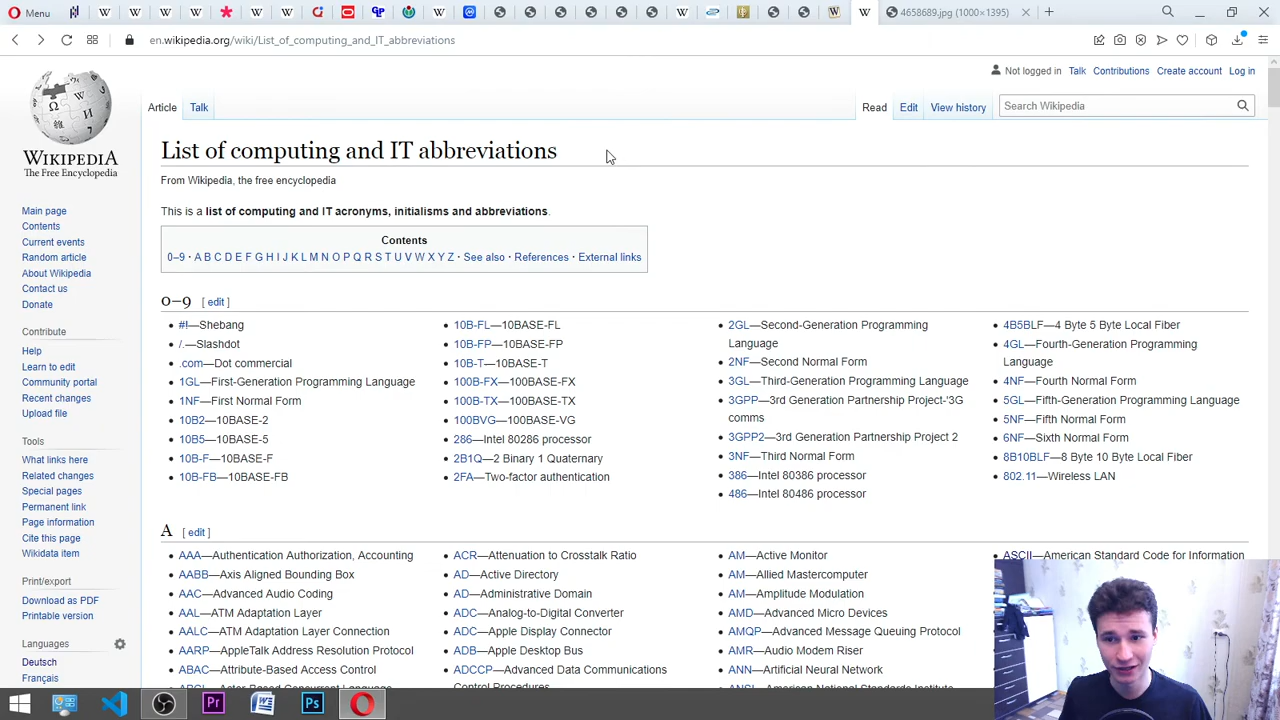 Menu
4658689.jpg (1000×1395)
en.wikipedia.org/wiki/List_of_computing_and_IT_abbreviations
Not logged in Talk Contributions Create account Log in
Article Talk Read Edit View history Search Wikipedia
WIKIPEDIA
The Free Encyclopedia
Main page
Contents
Current events
Random article
About Wikipedia
Contact us
Donate
Contribute
Help
Learn to edit
Community portal
Recent changes
Upload file
Tools
What links here
Related changes
Special pages
Permanent link
Page information
Cite this page
Wikidata item
Print/export
Download as PDF
Printable version
Languages
Deutsch
Français
List of computing and IT abbreviations
From Wikipedia, the free encyclopedia
This is a list of computing and IT acronyms, initialisms and abbreviations.
Contents
0–9 · A B C D E F G H I J K L M N O P Q R S T U V W X Y Z · See also · References · External links
0–9 [ edit ]
#!—Shebang
/.—Slashdot
.com—Dot commercial
1GL—First-Generation Programming Language
1NF—First Normal Form
10B2—10BASE-2
10B5—10BASE-5
10B-F—10BASE-F
10B-FB—10BASE-FB
10B-FL—10BASE-FL
10B-FP—10BASE-FP
10B-T—10BASE-T
100B-FX—100BASE-FX
100B-TX—100BASE-TX
100BVG—100BASE-VG
286—Intel 80286 processor
2B1Q—2 Binary 1 Quaternary
2FA—Two-factor authentication
2GL—Second-Generation Programming
Language
2NF—Second Normal Form
3GL—Third-Generation Programming Language
3GPP—3rd Generation Partnership Project-'3G
comms
3GPP2—3rd Generation Partnership Project 2
3NF—Third Normal Form
386—Intel 80386 processor
486—Intel 80486 processor
4B5BLF—4 Byte 5 Byte Local Fiber
4GL—Fourth-Generation Programming
Language
4NF—Fourth Normal Form
5GL—Fifth-Generation Programming Language
5NF—Fifth Normal Form
6NF—Sixth Normal Form
8B10BLF—8 Byte 10 Byte Local Fiber
802.11—Wireless LAN
A [ edit ]
AAA—Authentication Authorization, Accounting
AABB—Axis Aligned Bounding Box
AAC—Advanced Audio Coding
AAL—ATM Adaptation Layer
AALC—ATM Adaptation Layer Connection
AARP—AppleTalk Address Resolution Protocol
ABAC—Attribute-Based Access Control
ACR—Attenuation to Crosstalk Ratio
AD—Active Directory
AD—Administrative Domain
ADC—Analog-to-Digital Converter
ADC—Apple Display Connector
ADB—Apple Desktop Bus
ADCCP—Advanced Data Communications
Control Procedures
AM—Active Monitor
AM—Allied Mastercomputer
AM—Amplitude Modulation
AMD—Advanced Micro Devices
AMQP—Advanced Message Queuing Protocol
AMR—Audio Modem Riser
ANN—Artificial Neural Network
ASCII—American Standard Code for Information
Pr
Ps